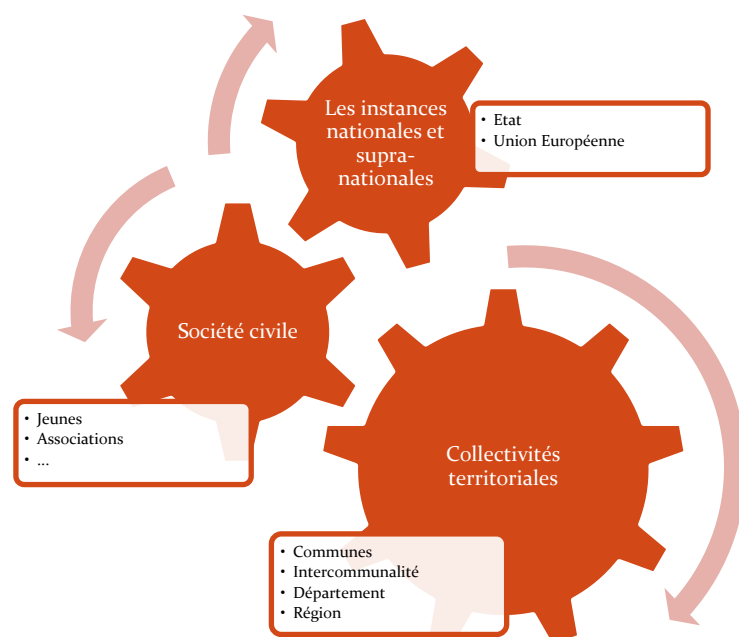 Les instances
nationales et
supra-
nationales
• Etat
• Union Européenne
Société civile
• Jeunes
• Associations
• ...
Collectivités
territoriales
• Communes
• Intercommunalité
• Département
• Région